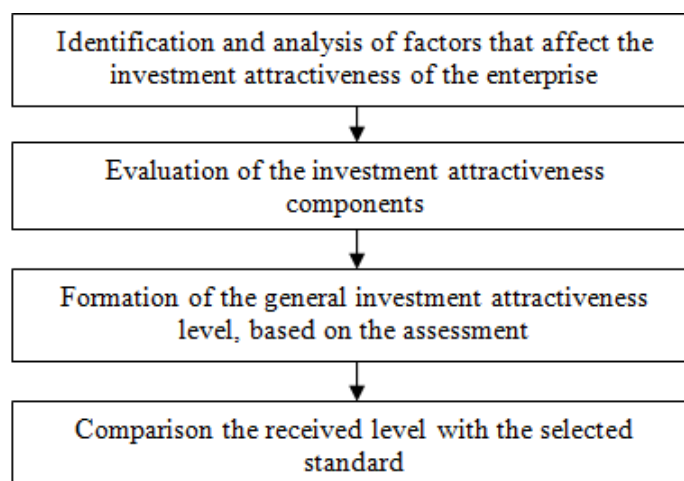 Identification and analysis of factors that affect the
investment attractiveness of the enterprise
Evaluation of the investment attractiveness
components
Formation of the general investment attractiveness
level, based on the assessment
Comparison the received level with the selected
standard